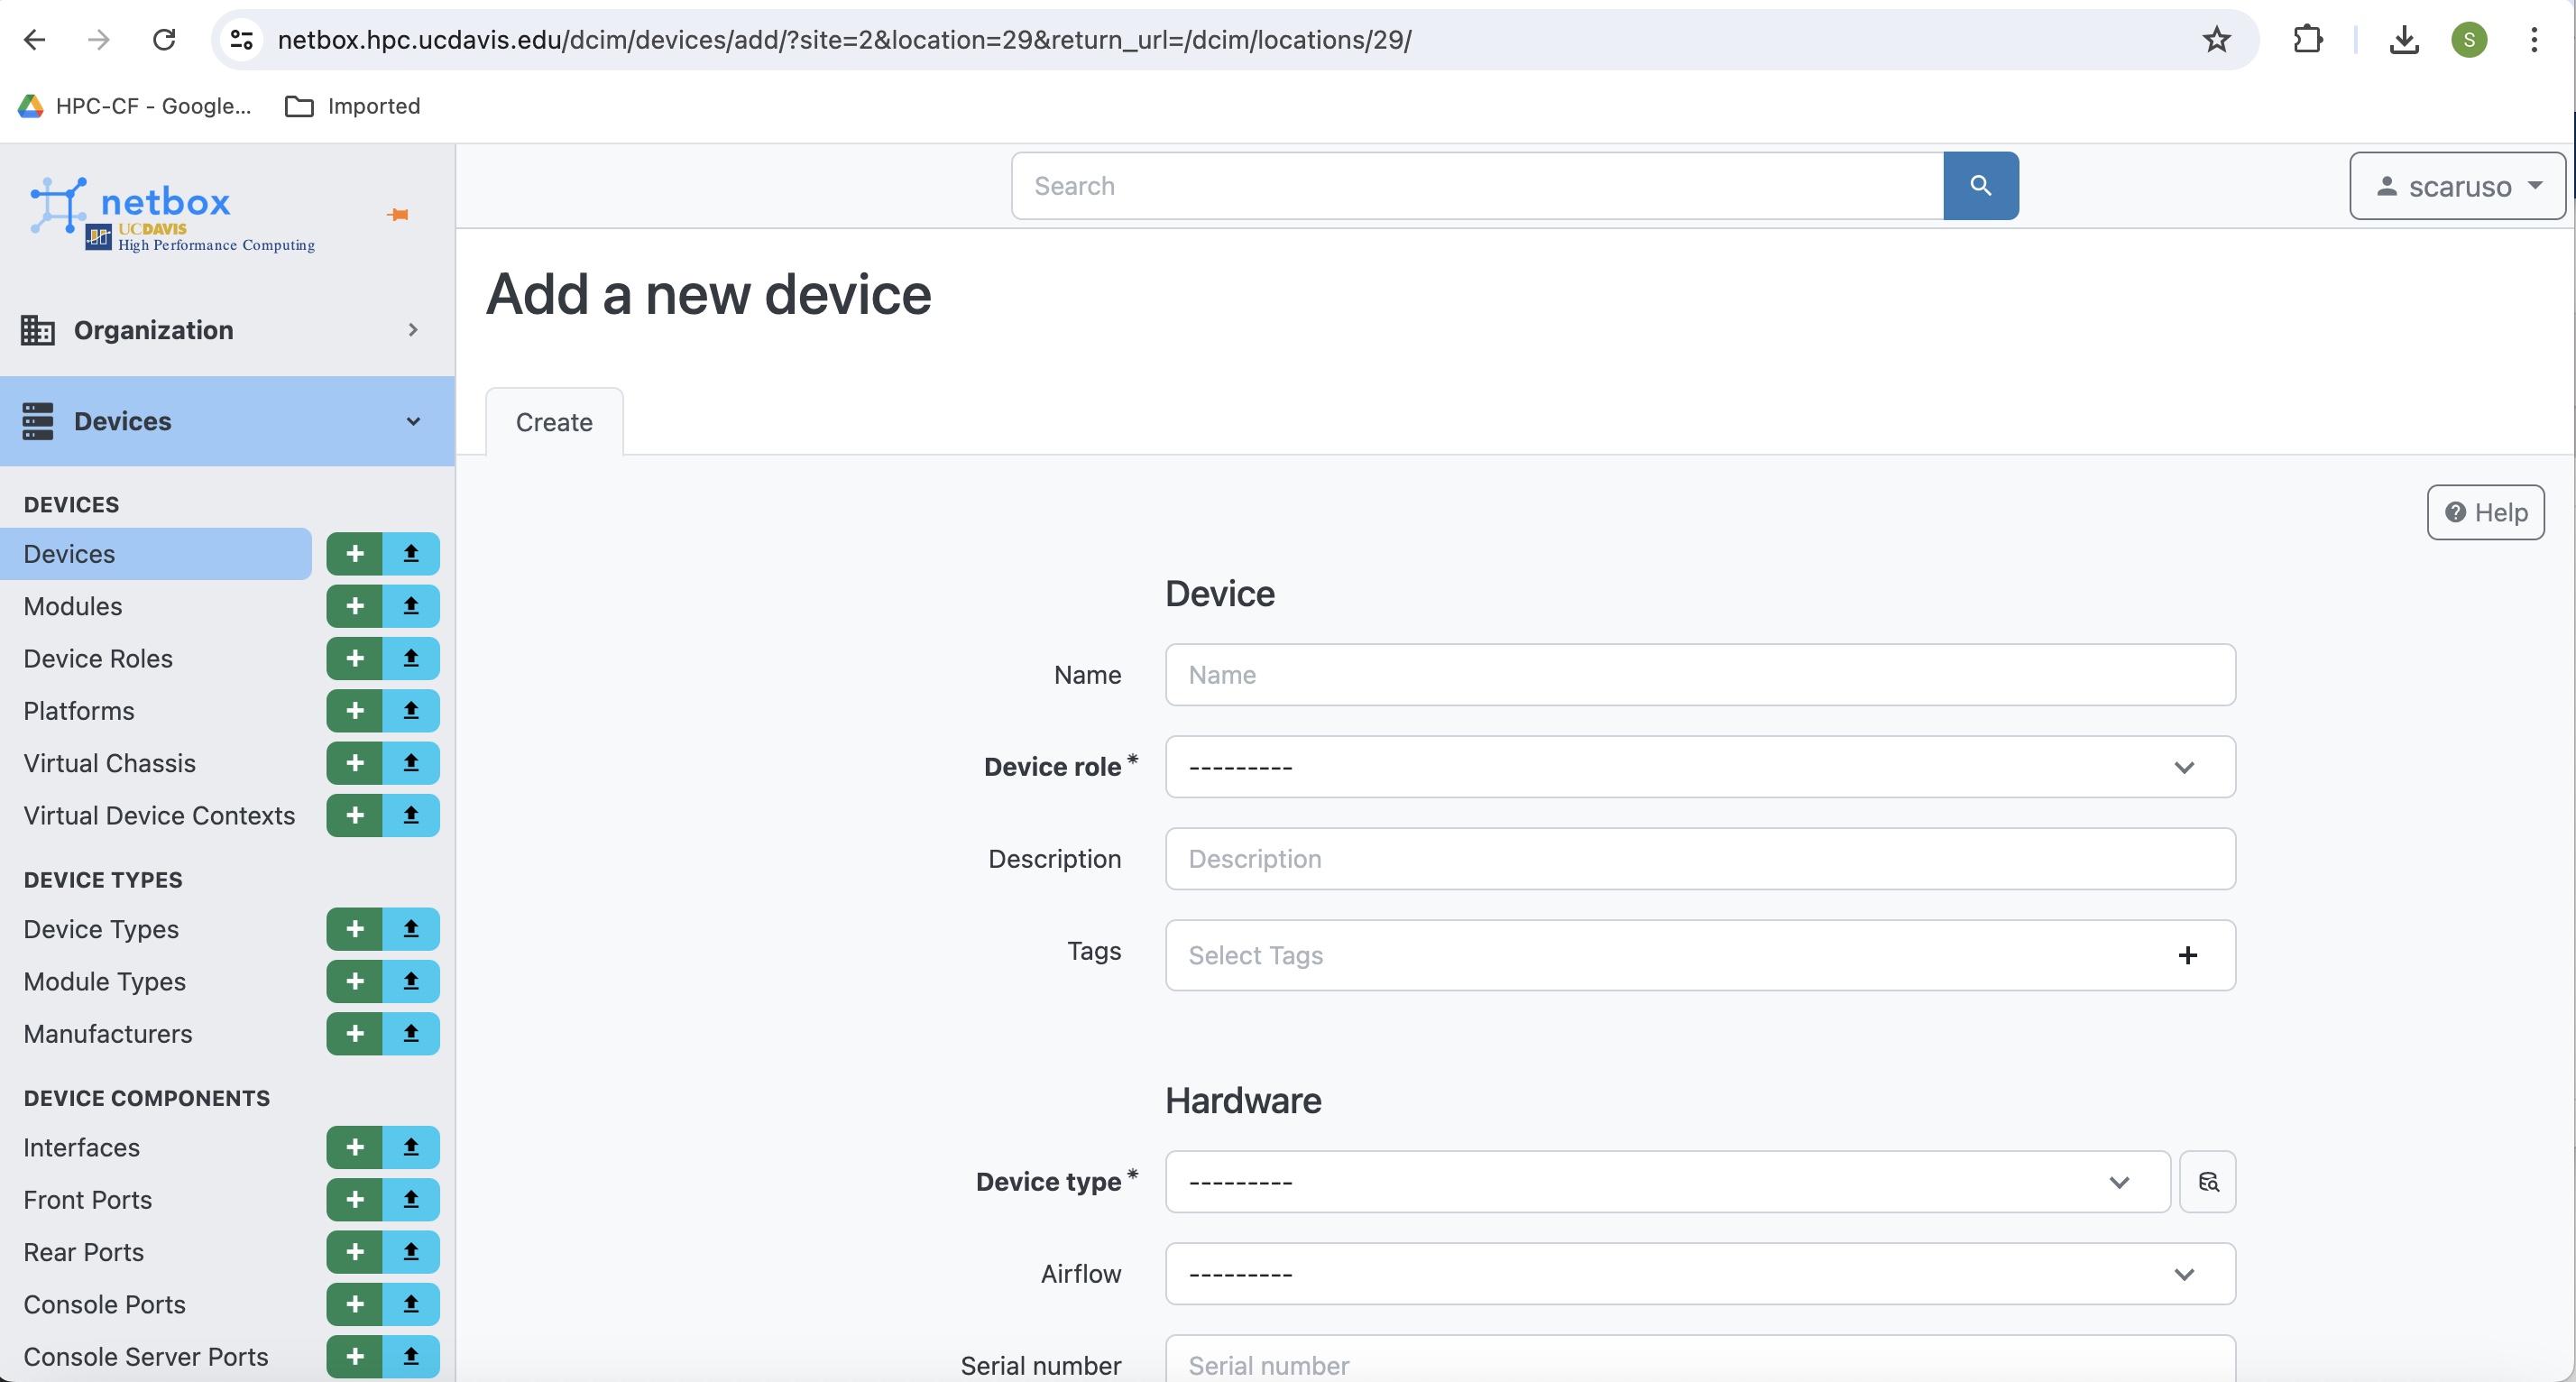 netbox.hpc.ucdavis.edu/dcim/devices/add/?site=2&location=29&return_url=/dcim/locations/29/
S
HPC-CF - Google...
Imported
netbox
UCDAVIS
High Performance Computing
Search
scaruso
Organization
Devices
DEVICES
Devices
Modules
Device Roles
Platforms
Virtual Chassis
Virtual Device Contexts
DEVICE TYPES
Device Types
Module Types
Manufacturers
DEVICE COMPONENTS
Interfaces
Front Ports
Rear Ports
Console Ports
Console Server Ports
Add a new device
Create
Help
Device
Name
Name
Device role *
---------
Description
Description
Tags
Select Tags
Hardware
Device type *
---------
Airflow
---------
Serial number
Serial number